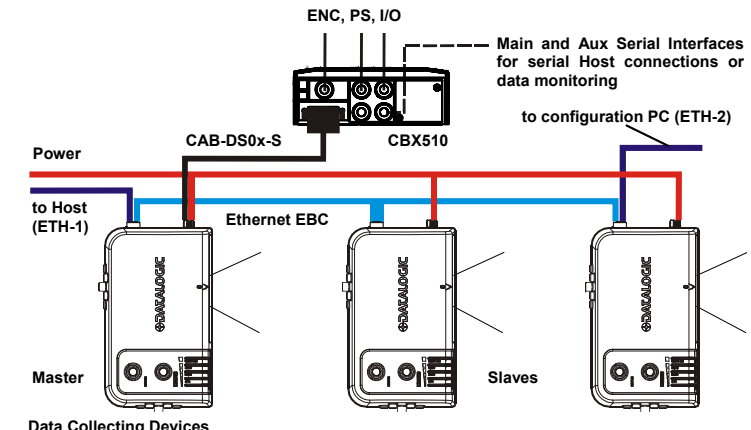 ENC, PS, I/O
Main and Aux Serial Interfaces
for serial Host connections or
data monitoring
to configuration PC (ETH-2)
CAB-DS0x-S
CBX510
Power
to Host
(ETH-1)
Ethernet EBC
DATALOGIC
DATALOGIC
DATALOGIC
Master
Slaves
Data Collecting Devices